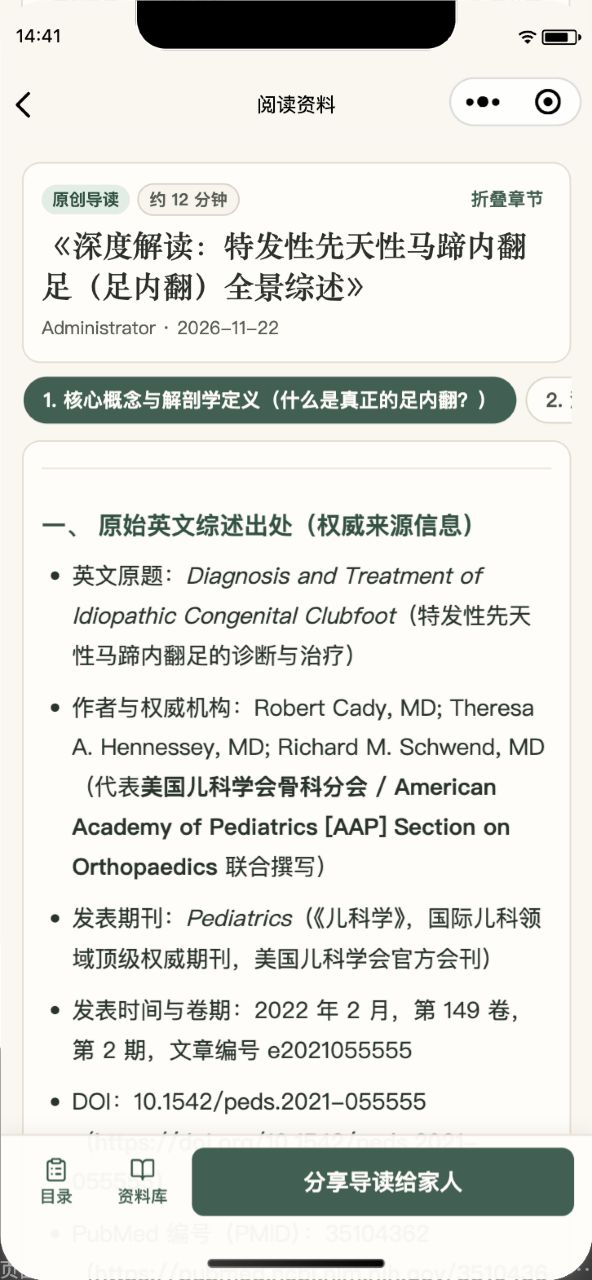 14:41
阅读资料
原创导读 约 12 分钟 折叠章节
《深度解读：特发性先天性马蹄内翻
足（足内翻）全景综述》
Administrator · 2026-11-22
1. 核心概念与解剖学定义（什么是真正的足内翻？） 2.
一、 原始英文综述出处（权威来源信息）
• 英文原题：Diagnosis and Treatment of
Idiopathic Congenital Clubfoot（特发性先天
性马蹄内翻足的诊断与治疗）
• 作者与权威机构：Robert Cady, MD; Theresa
A. Hennessey, MD; Richard M. Schwend, MD
（代表美国儿科学会骨科分会 / American
Academy of Pediatrics [AAP] Section on
Orthopaedics 联合撰写）
• 发表期刊：Pediatrics（《儿科学》，国际儿科领
域顶级权威期刊，美国儿科学会官方会刊）
• 发表时间与卷期：2022 年 2 月，第 149 卷，
第 2 期，文章编号 e2021055555
• DOI：10.1542/peds.2021-055555
（https://doi.org/10.1542/peds.2021-
目录 资料库 分享导读给家人
• PubMed 编号（PMID）：35104362